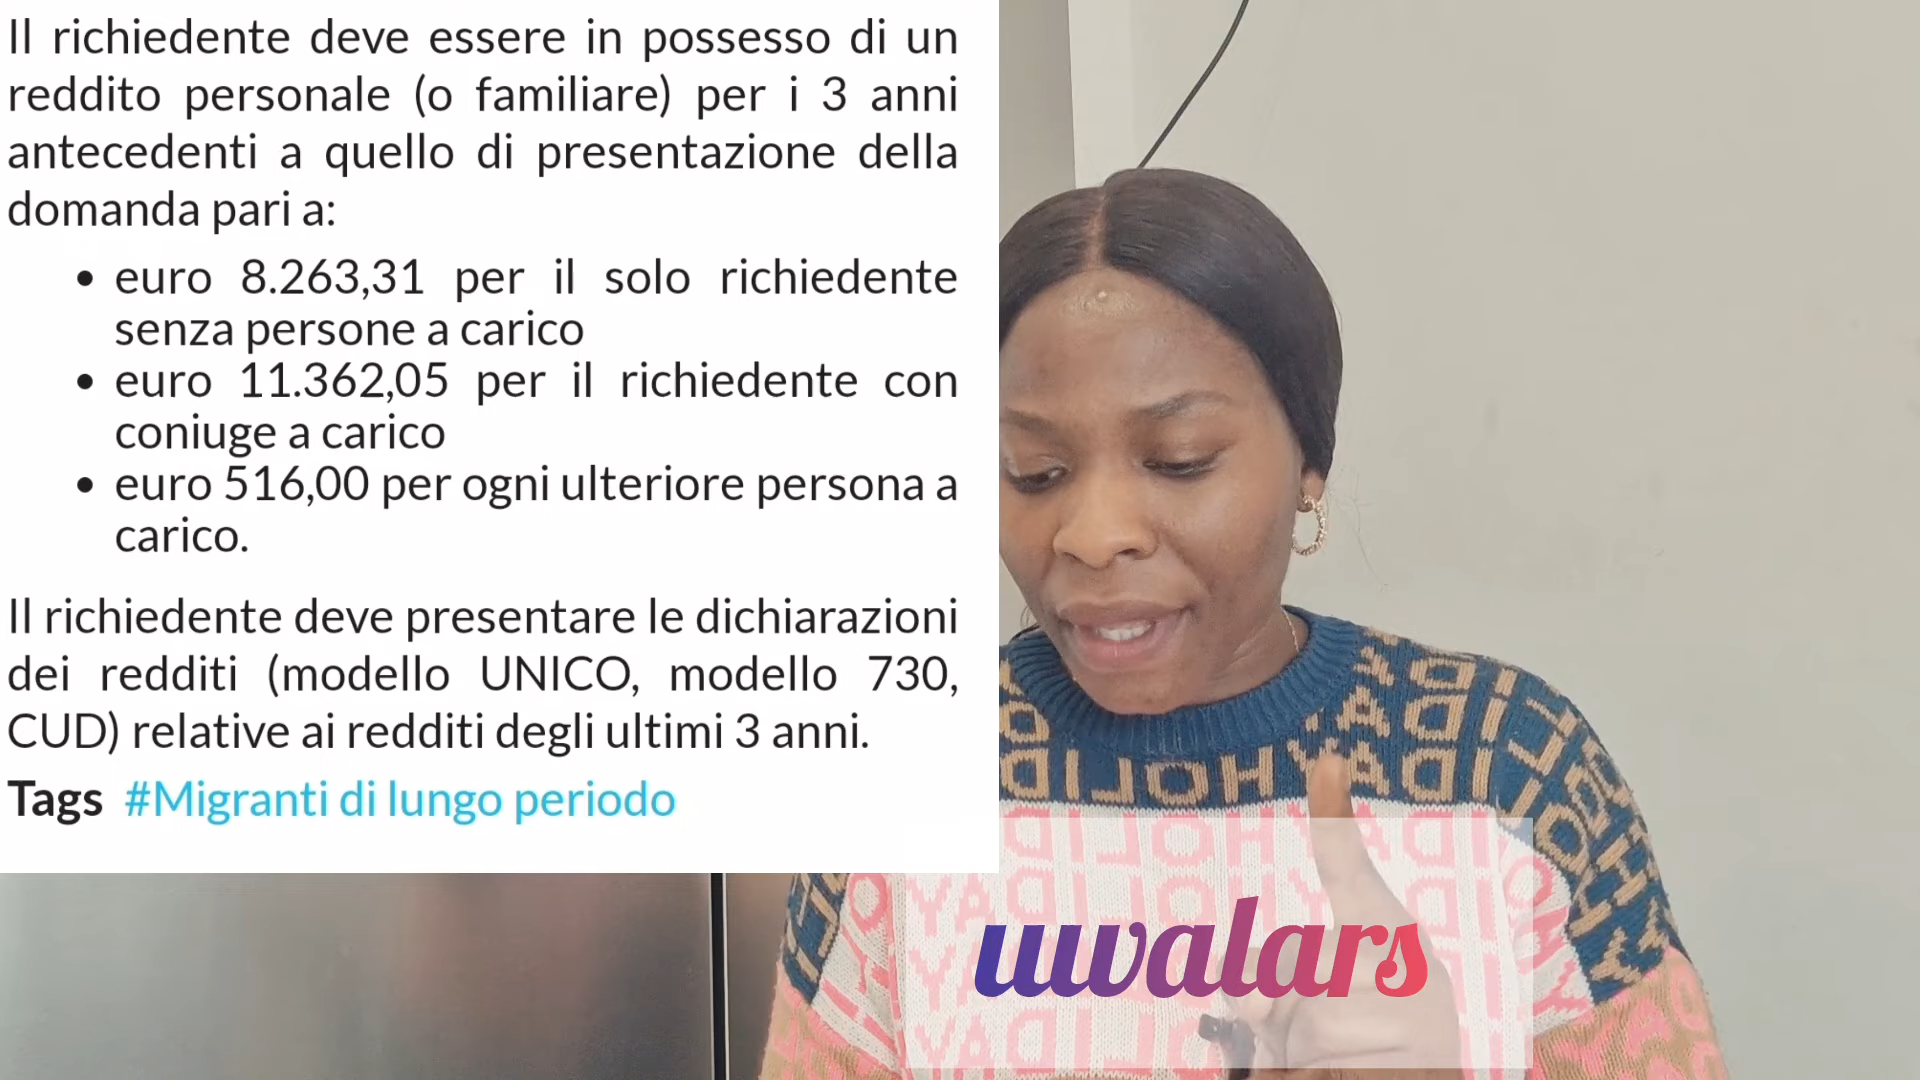 Il richiedente deve essere in possesso di un
reddito personale (o familiare) per i 3 anni
antecedenti a quello di presentazione della
domanda pari a:
• euro 8.263,31 per il solo richiedente
senza persone a carico
• euro 11.362,05 per il richiedente con
coniuge a carico
• euro 516,00 per ogni ulteriore persona a
carico.
Il richiedente deve presentare le dichiarazioni
dei redditi (modello UNICO, modello 730,
CUD) relative ai redditi degli ultimi 3 anni.
Tags #Migranti di lungo periodo
uwalars